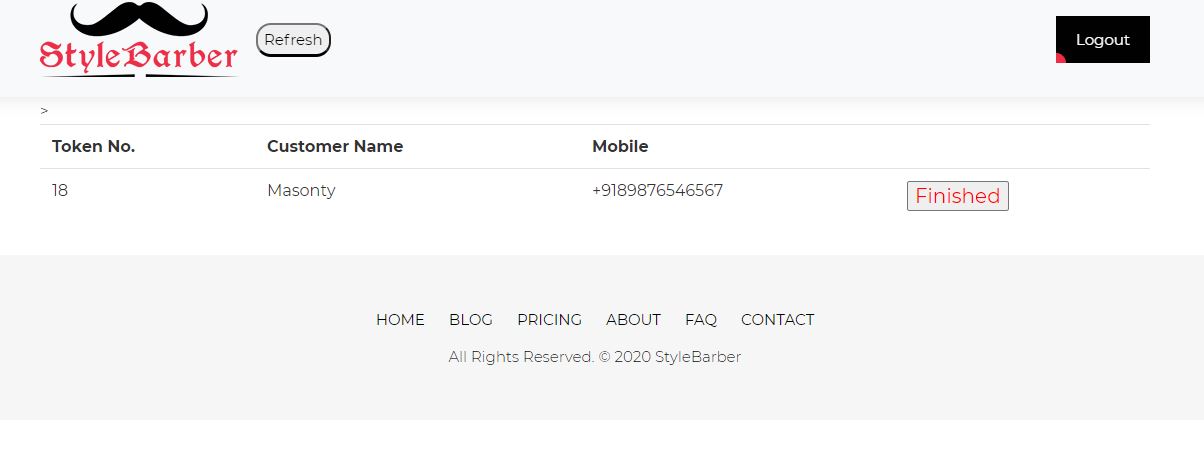 StyleBarber
Refresh
Logout
>
Token No. Customer Name Mobile
18 Masonty +9189876546567 Finished
HOME BLOG PRICING ABOUT FAQ CONTACT
All Rights Reserved. © 2020 StyleBarber